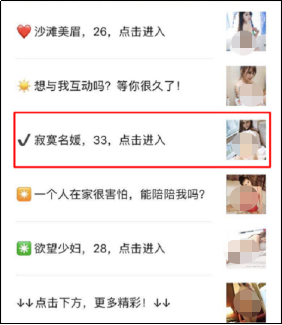 沙滩美眉，26，点击进入
想与我互动吗？等你很久了！
寂寞名媛，33，点击进入
一个人在家很害怕，能陪陪我吗？
欲望少妇，28，点击进入
↓↓点击下方，更多精彩！↓↓